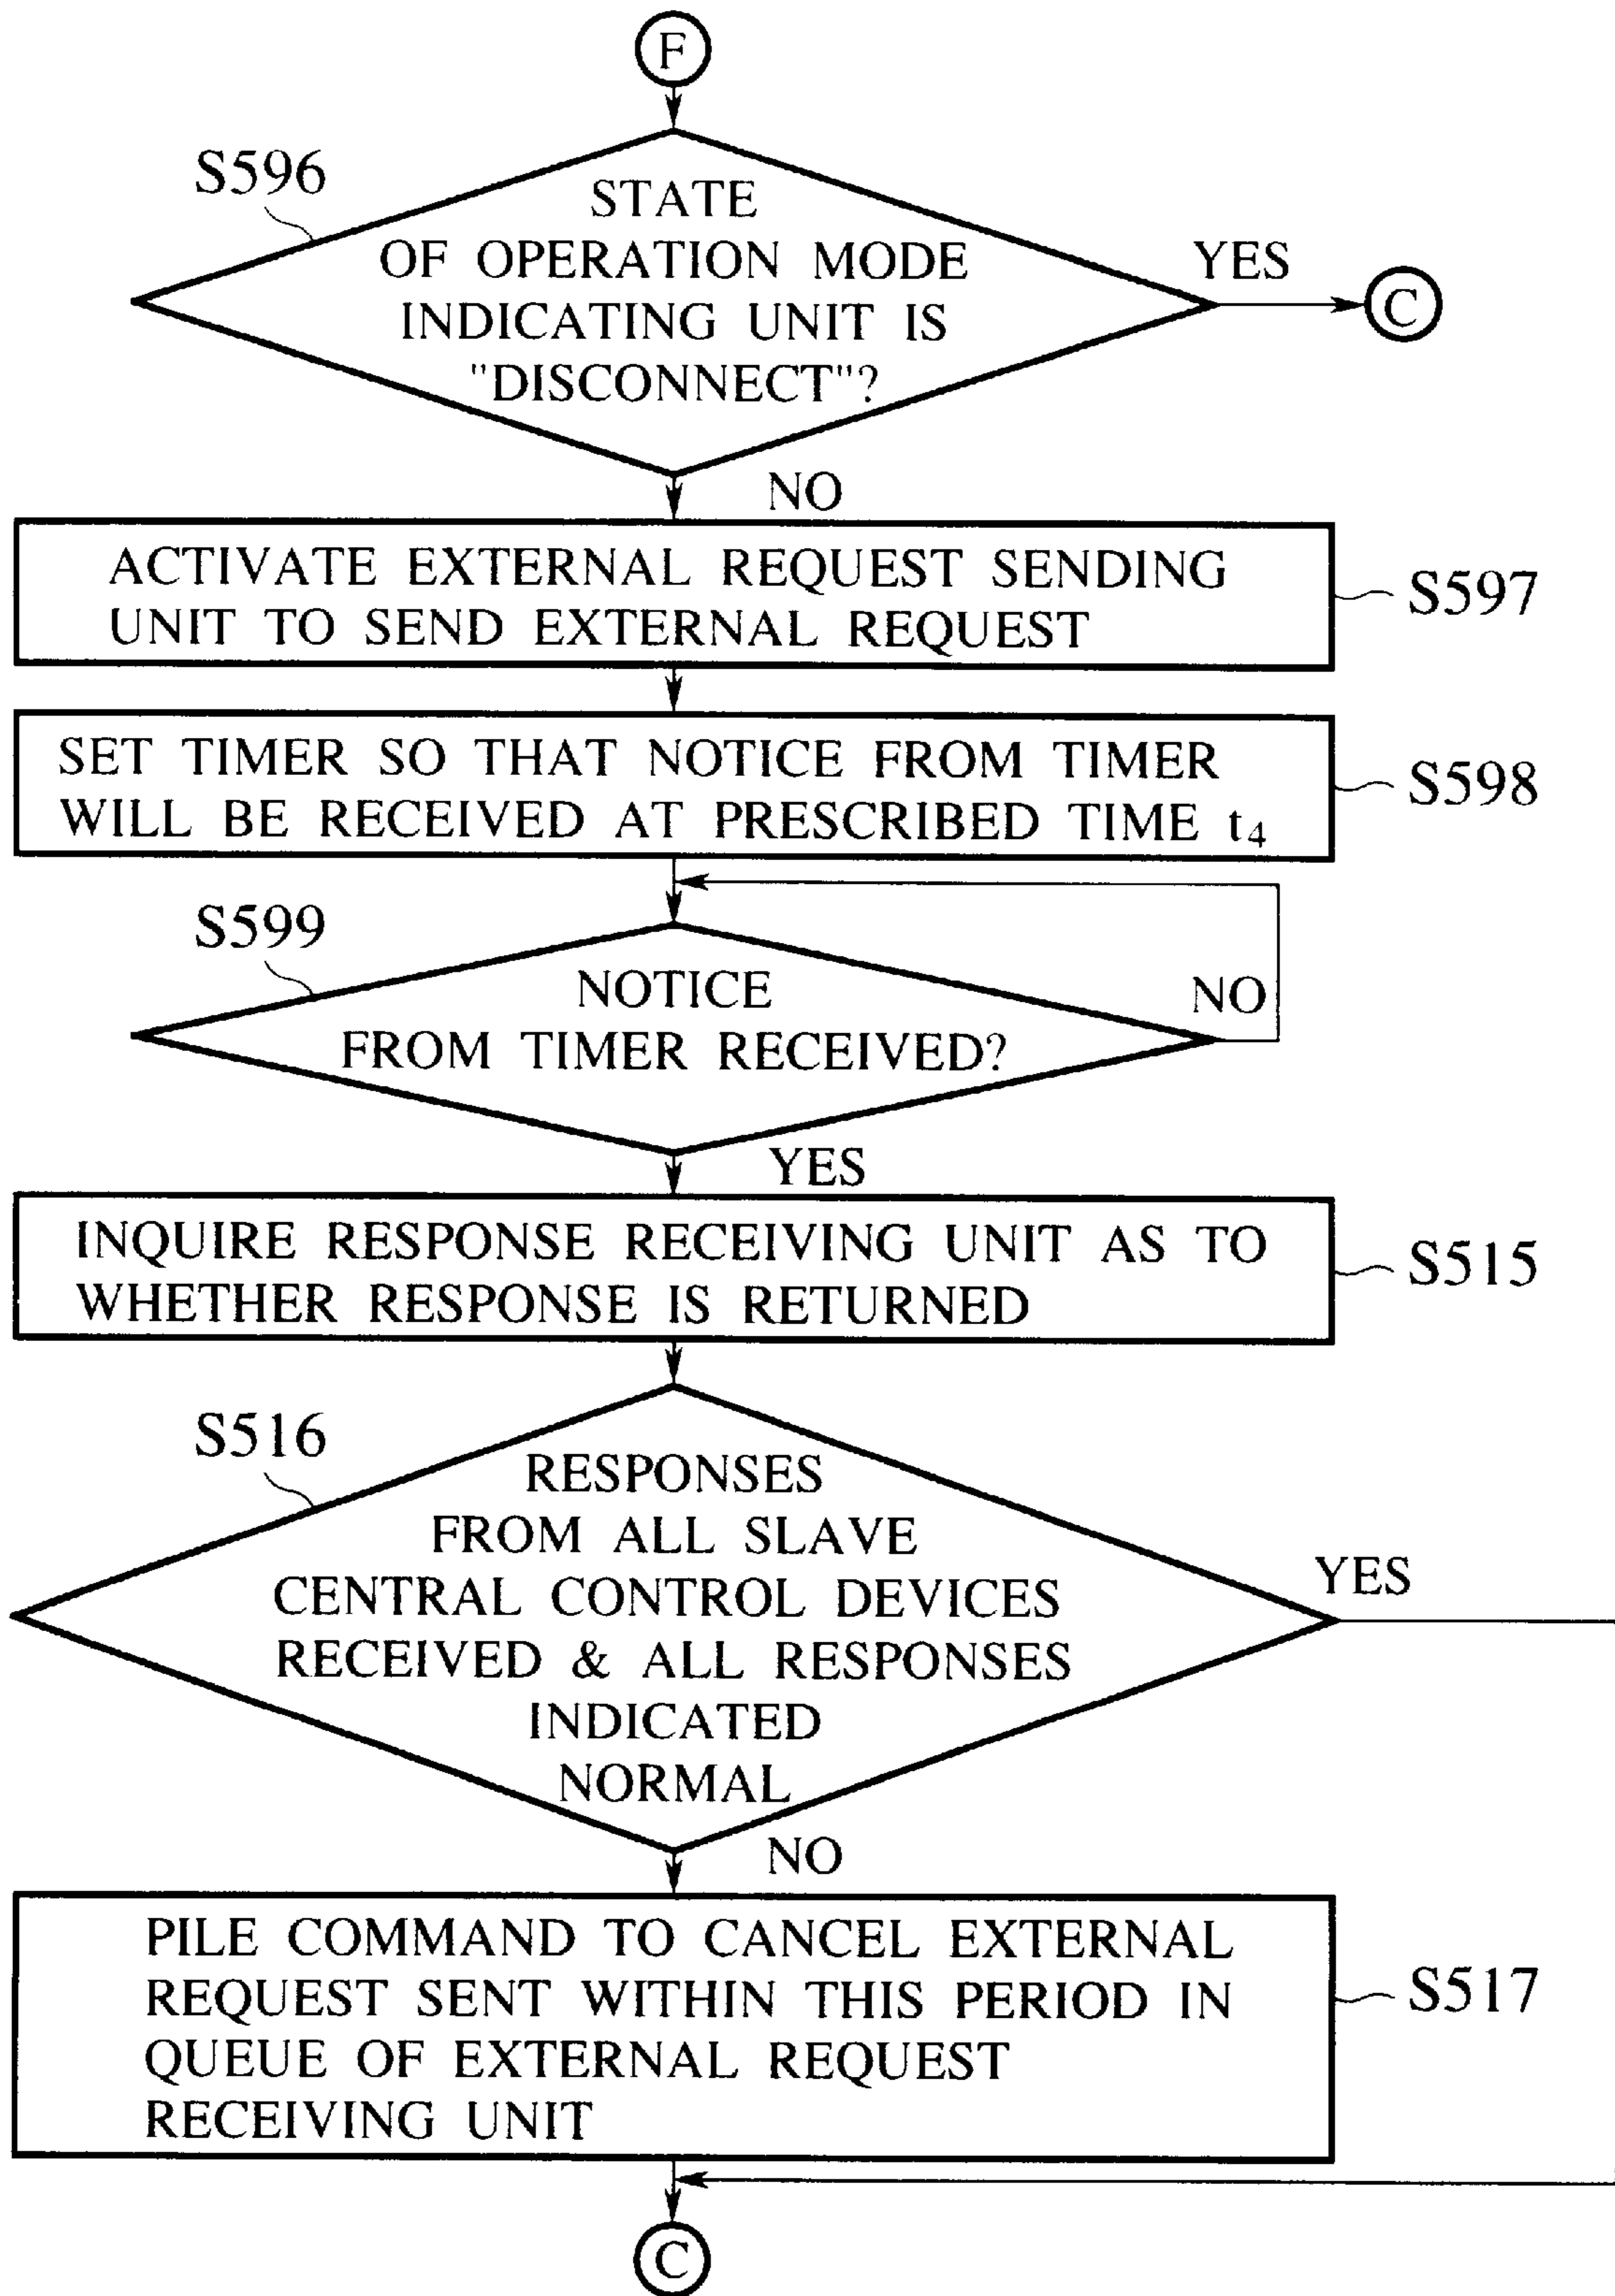 F
S596
STATE
OF OPERATION MODE
INDICATING UNIT IS
"DISCONNECT"?
YES
C
NO
ACTIVATE EXTERNAL REQUEST SENDING
UNIT TO SEND EXTERNAL REQUEST
S597
SET TIMER SO THAT NOTICE FROM TIMER
WILL BE RECEIVED AT PRESCRIBED TIME t4
S598
S599
NOTICE
FROM TIMER RECEIVED?
NO
YES
INQUIRE RESPONSE RECEIVING UNIT AS TO
WHETHER RESPONSE IS RETURNED
S515
S516
RESPONSES
FROM ALL SLAVE
CENTRAL CONTROL DEVICES
RECEIVED & ALL RESPONSES
INDICATED
NORMAL
YES
NO
PILE COMMAND TO CANCEL EXTERNAL
REQUEST SENT WITHIN THIS PERIOD IN
QUEUE OF EXTERNAL REQUEST
RECEIVING UNIT
S517
C